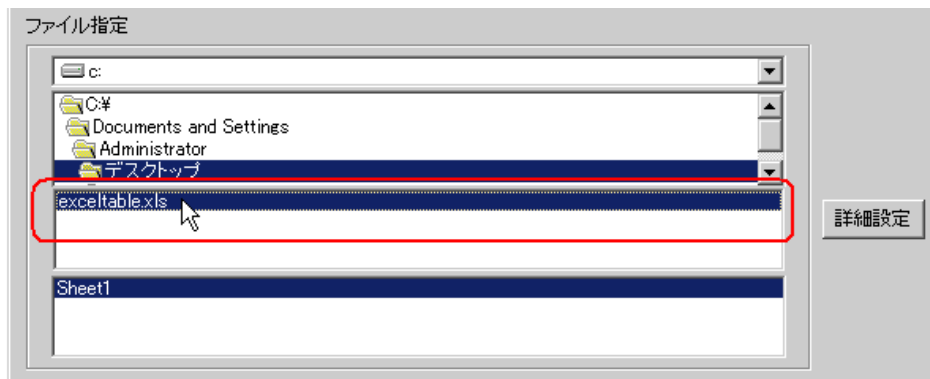 ファイル指定
c:
C:¥
Documents and Settings
Administrator
デスクトップ
exceltable.xls
詳細設定
Sheet1